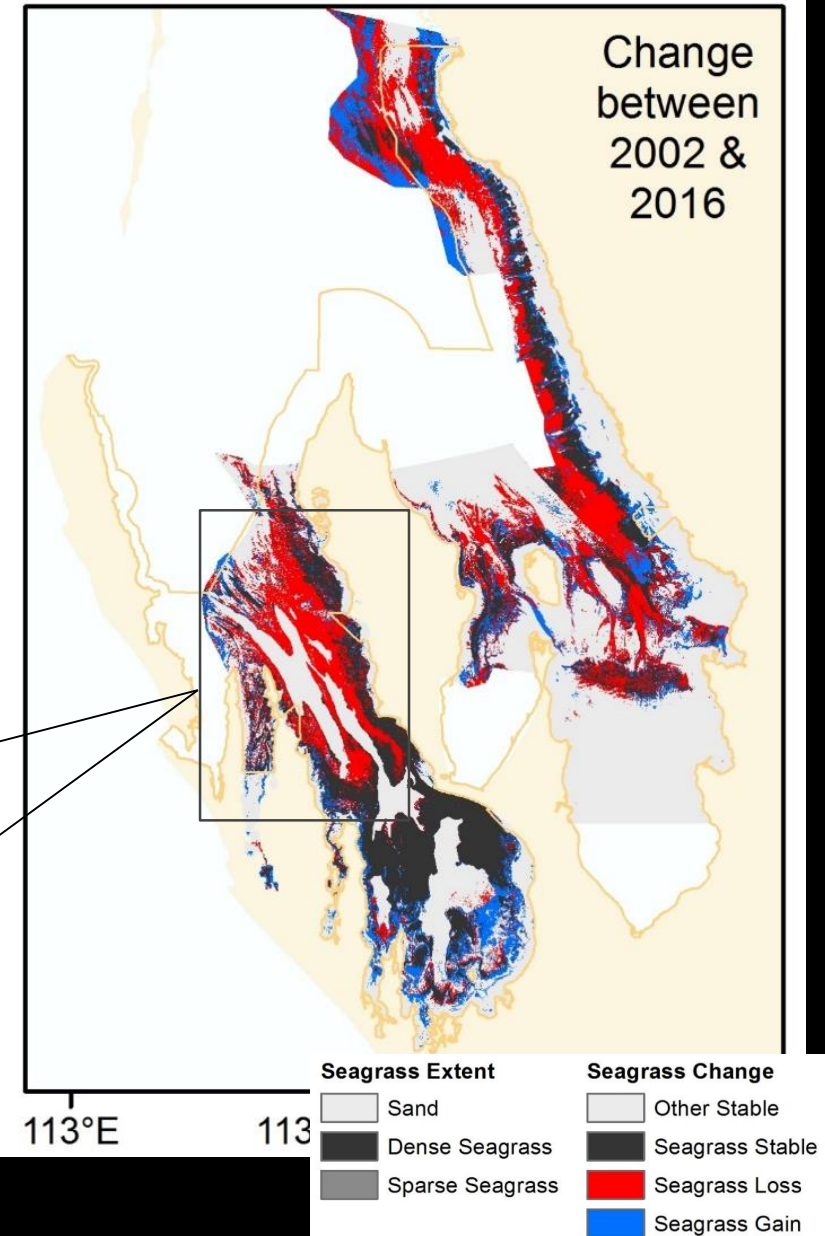 Change
between
2002 &
2016
113°E
113
Seagrass Extent
Sand
Dense Seagrass
Sparse Seagrass
Seagrass Change
Other Stable
Seagrass Stable
Seagrass Loss
Seagrass Gain